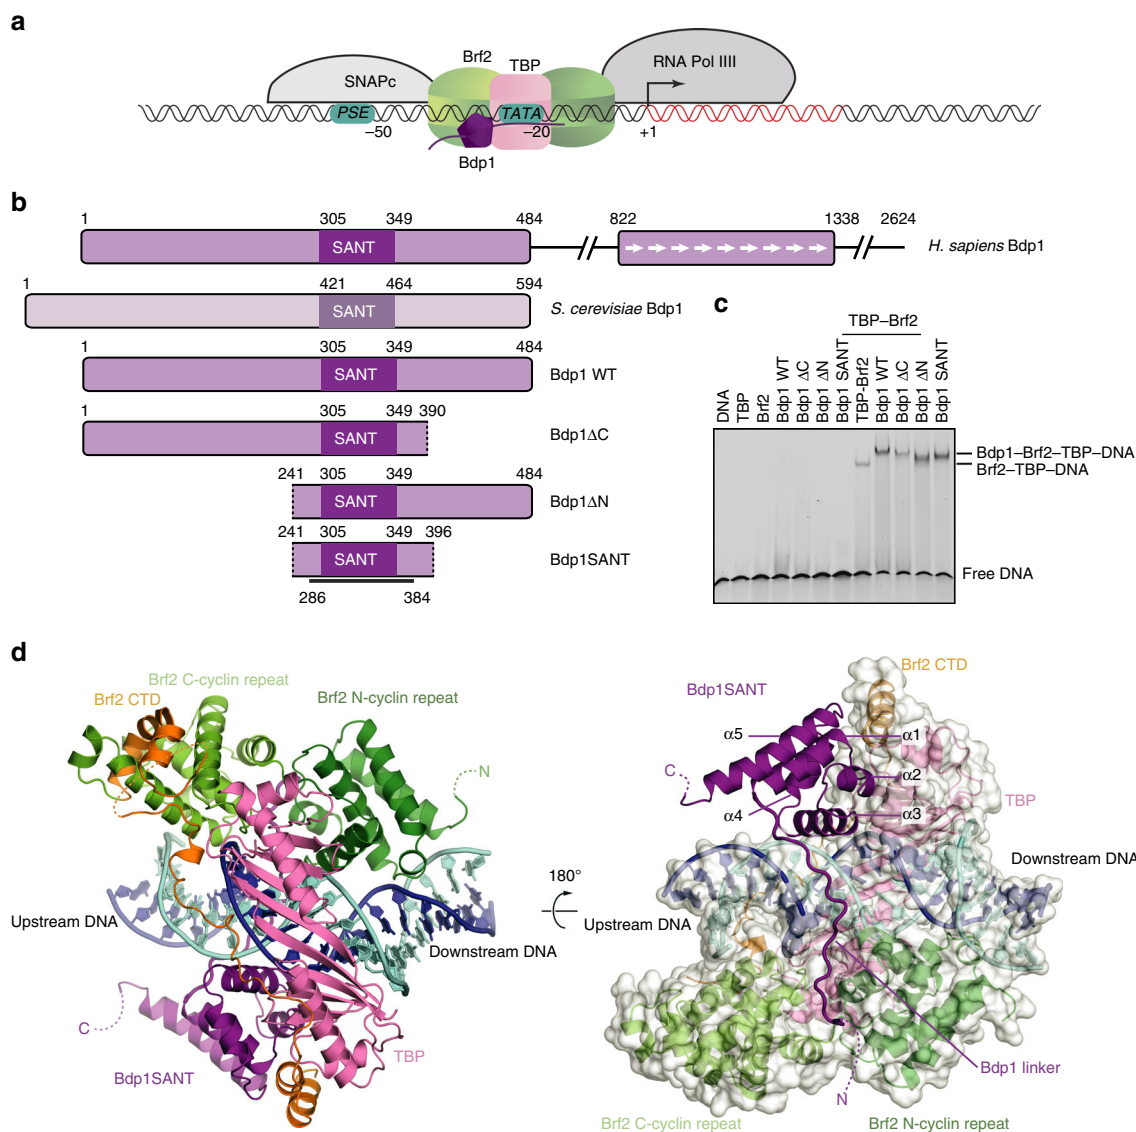 a
Brf2
TBP
RNA Pol IIII
SNAPc
PSE
TATA
–50
–20
+1
Bdp1
b
1 305 349 484 822 1338 2624
SANT
H. sapiens Bdp1
1 421 464 594
SANT
S. cerevisiae Bdp1
1 305 349 484
SANT
Bdp1 WT
1 305 349 390
SANT
Bdp1ΔC
241 305 349 484
SANT
Bdp1ΔN
241 305 349 396
SANT
Bdp1SANT
286 384
c
TBP–Brf2
DNA
TBP
Brf2
Bdp1 WT
Bdp1 ΔC
Bdp1 ΔN
Bdp1 SANT
TBP-Brf2
Bdp1 WT
Bdp1 ΔC
Bdp1 ΔN
Bdp1 SANT
Bdp1–Brf2–TBP–DNA
Brf2–TBP–DNA
Free DNA
d
Brf2 C-cyclin repeat
Brf2 CTD
Brf2 N-cyclin repeat
N
Upstream DNA
Downstream DNA
C
Bdp1SANT
TBP
180°
Brf2 CTD
Bdp1SANT
α5
α1
C
α2
TBP
α4
α3
Downstream DNA
Upstream DNA
Bdp1 linker
N
Brf2 C-cyclin repeat
Brf2 N-cyclin repeat